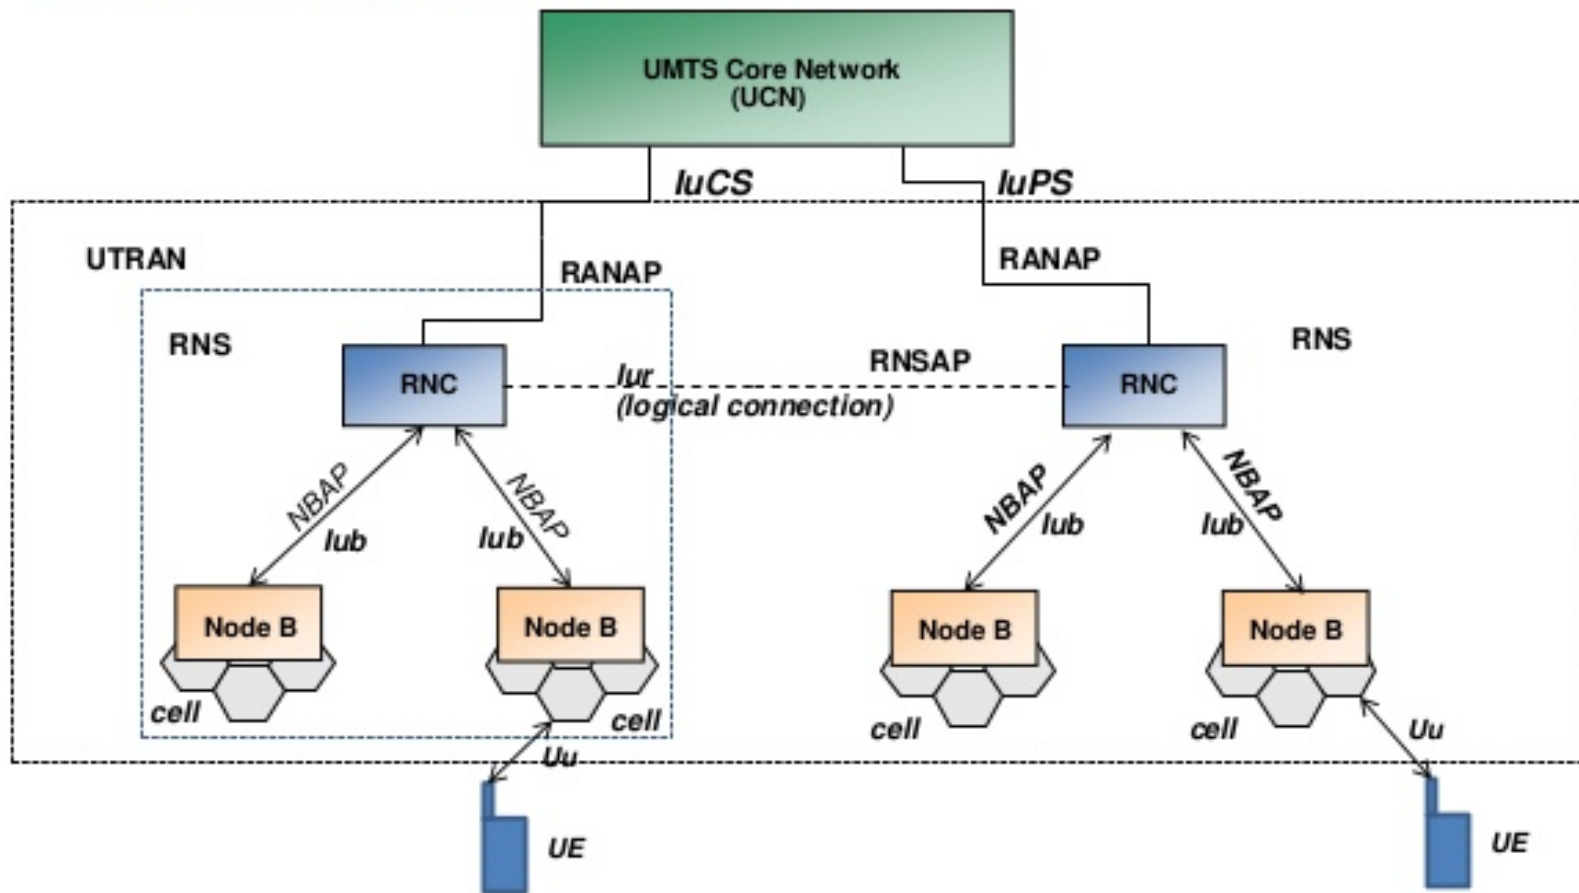 UMTS Core Network
(UCN)
IuCS
IuPS
UTRAN
RANAP
RANAP
RNS
RNS
RNC
Iur
(logical connection)
RNSAP
RNC
NBAP
NBAP
NBAP
NBAP
Iub
Iub
Iub
Iub
Node B
Node B
Node B
Node B
cell
cell
cell
cell
Uu
Uu
UE
UE